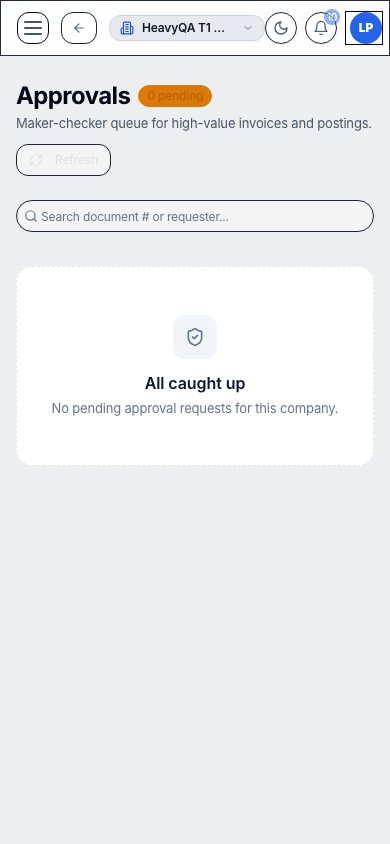 HeavyQA T1 ...
LP
Approvals
0 pending
Maker-checker queue for high-value invoices and postings.
Refresh
Search document # or requester...
All caught up
No pending approval requests for this company.